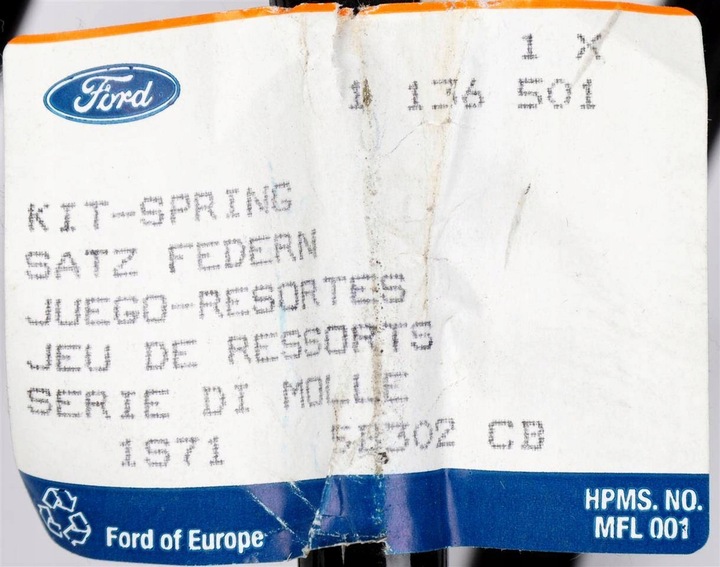 1 X
Ford
1 136 501
KIT-SPRING
SATZ FEDERN
JUEGO-RESORTES
JEU DE RESSORTS
SERIE DI MOLLE
1S71 5B302 CB
Ford of Europe
HPMS. NO.
MFL 001